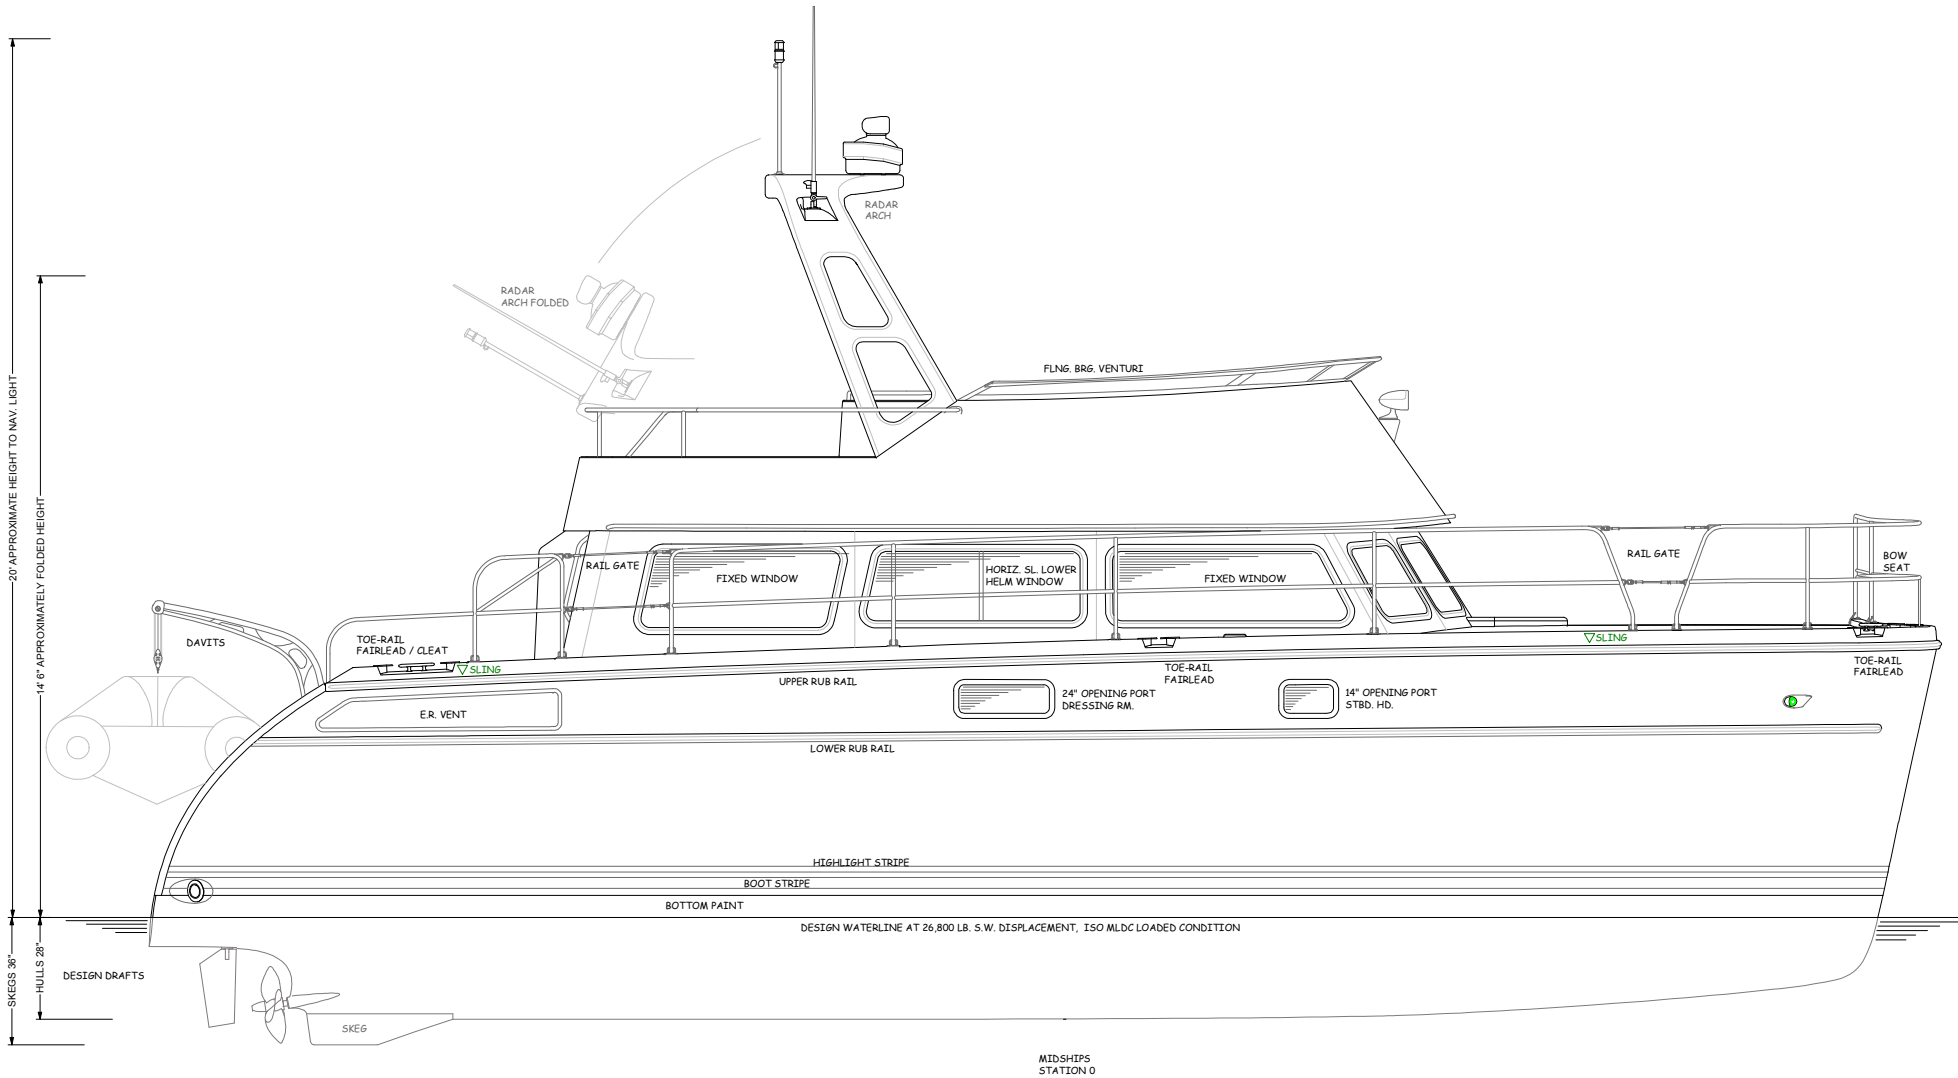 RADAR
ARCH
RADAR
ARCH FOLDED
FLNG. BRG. VENTURI
20' APPROXIMATE HEIGHT TO NAV. LIGHT
14' 6" APPROXIMATELY FOLDED HEIGHT
RAIL GATE
FIXED WINDOW
HORIZ. SL. LOWER
HELM WINDOW
FIXED WINDOW
RAIL GATE
BOW
SEAT
DAVITS
TOE-RAIL
FAIRLEAD / CLEAT
SLING
SLING
UPPER RUB RAIL
TOE-RAIL
FAIRLEAD
TOE-RAIL
FAIRLEAD
E.R. VENT
24" OPENING PORT
DRESSING RM.
14" OPENING PORT
STBD. HD.
LOWER RUB RAIL
HIGHLIGHT STRIPE
BOOT STRIPE
BOTTOM PAINT
DESIGN WATERLINE AT 26,800 LB. S.W. DISPLACEMENT, ISO MLDC LOADED CONDITION
SKEGS 36"
HULLS 28"
DESIGN DRAFTS
SKEG
MIDSHIPS
STATION 0